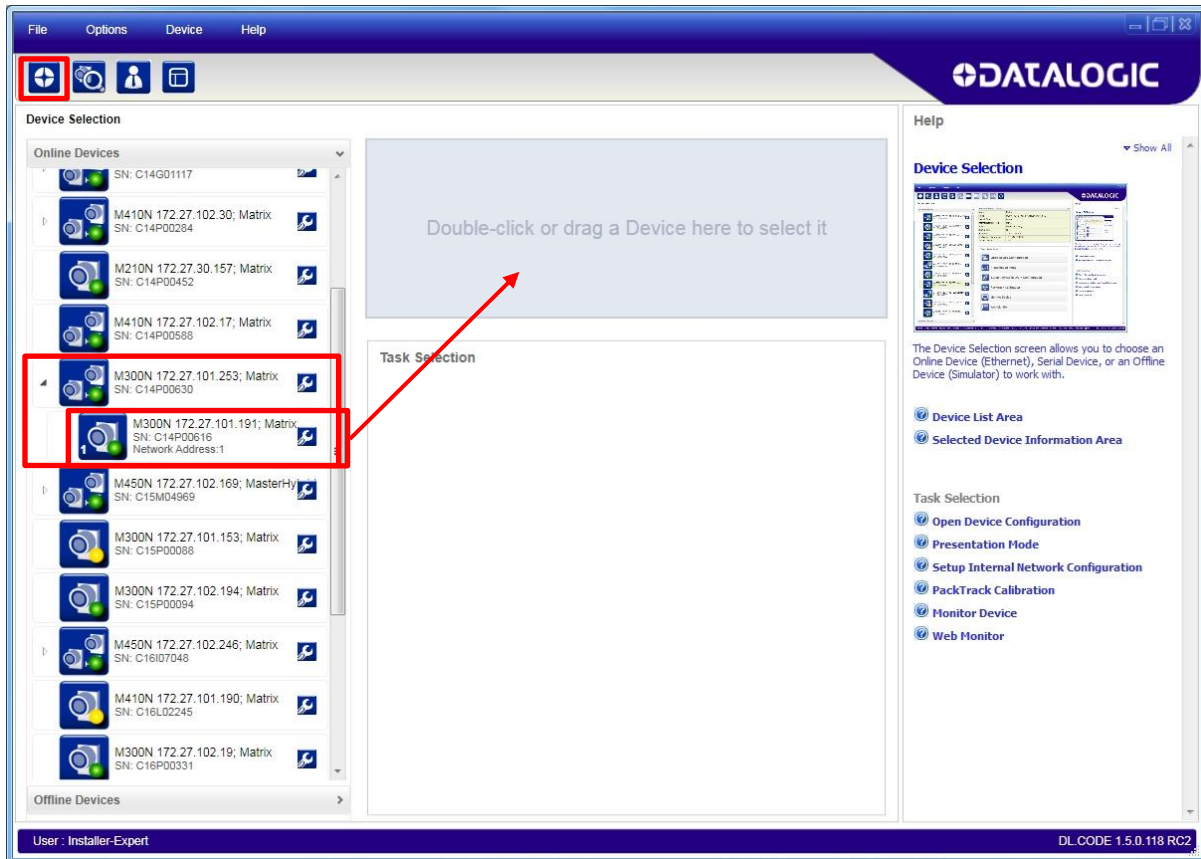 File Options Device Help
DATALOGIC
Device Selection
Online Devices
SN: C14G01117
M410N 172.27.102.30; Matrix
SN: C14P00284
M210N 172.27.30.157; Matrix
SN: C14P00452
M410N 172.27.102.17; Matrix
SN: C14P00588
M300N 172.27.101.253; Matrix
SN: C14P00630
M300N 172.27.101.191; Matrix
SN: C14P00616
Network Address:1
1
M450N 172.27.102.169; MasterHy
SN: C15M04969
M300N 172.27.101.153; Matrix
SN: C15P00088
M300N 172.27.102.194; Matrix
SN: C15P00094
M450N 172.27.102.246; Matrix
SN: C16I07048
M410N 172.27.101.190; Matrix
SN: C16L02245
M300N 172.27.102.19; Matrix
SN: C16P00331
Offline Devices
Double-click or drag a Device here to select it
Task Selection
Help
Show All
Device Selection
The Device Selection screen allows you to choose an
Online Device (Ethernet), Serial Device, or an Offline
Device (Simulator) to work with.
Device List Area
Selected Device Information Area
Task Selection
Open Device Configuration
Presentation Mode
Setup Internal Network Configuration
PackTrack Calibration
Monitor Device
Web Monitor
User : Installer-Expert
DL.CODE 1.5.0.118 RC2